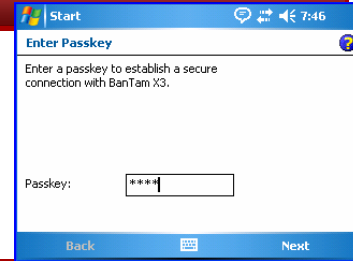 Start 7:46
Enter Passkey
?
Enter a passkey to establish a secure
connection with BanTam X3.
Passkey: ****
Back Next